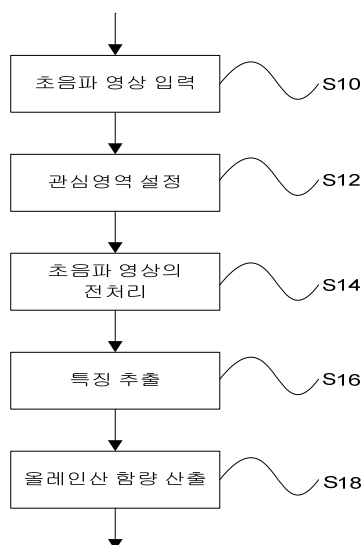 초음파 영상 입력
S10
관심영역 설정
S12
초음파 영상의
전처리
S14
특징 추출
S16
올레인산 함량 산출
S18